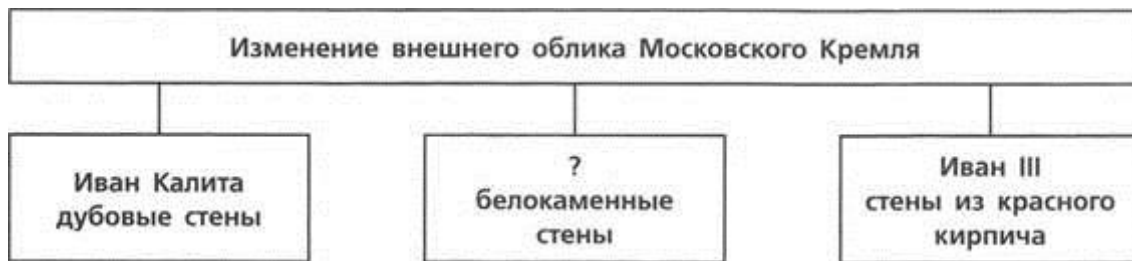 Изменение внешнего облика Московского Кремля
Иван Калита
дубовые стены
?
белокаменные
стены
Иван III
стены из красного
кирпича